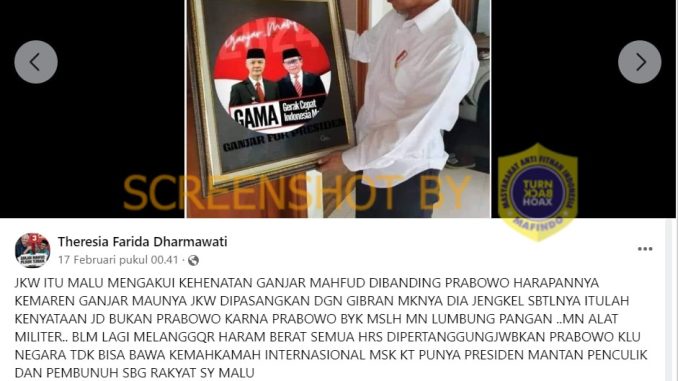 Ganjar
2024
GAMA
Gerak Cepat
Indonesia
GANJAR FOR PRESIDEN
SCREENSHOT BY
MASYARAKAT ANTI FITNAH INDONESIA
TURN
BACK
HOAX
MAFINDO
Theresia Farida Dharmawati
17 Februari pukul 00.41 ·
JKW ITU MALU MENGAKUI KEHENATAN GANJAR MAHFUD DIBANDING PRABOWO HARAPANNYA
KEMAREN GANJAR MAUNYA JKW DIPASANGKAN DGN GIBRAN MKNYA DIA JENGKEL SBTLNYA ITULAH
KENYATAAN JD BUKAN PRABOWO KARNA PRABOWO BYK MSLH MN LUMBUNG PANGAN ..MN ALAT
MILITER.. BLM LAGI MELANGGQR HARAM BERAT SEMUA HRS DIPERTANGGUNGJWBKAN PRABOWO KLU
NEGARA TDK BISA BAWA KEMAHKAMAH INTERNASIONAL MSK KT PUNYA PRESIDEN MANTAN PENCULIK
DAN PEMBUNUH SBG RAKYAT SY MALU